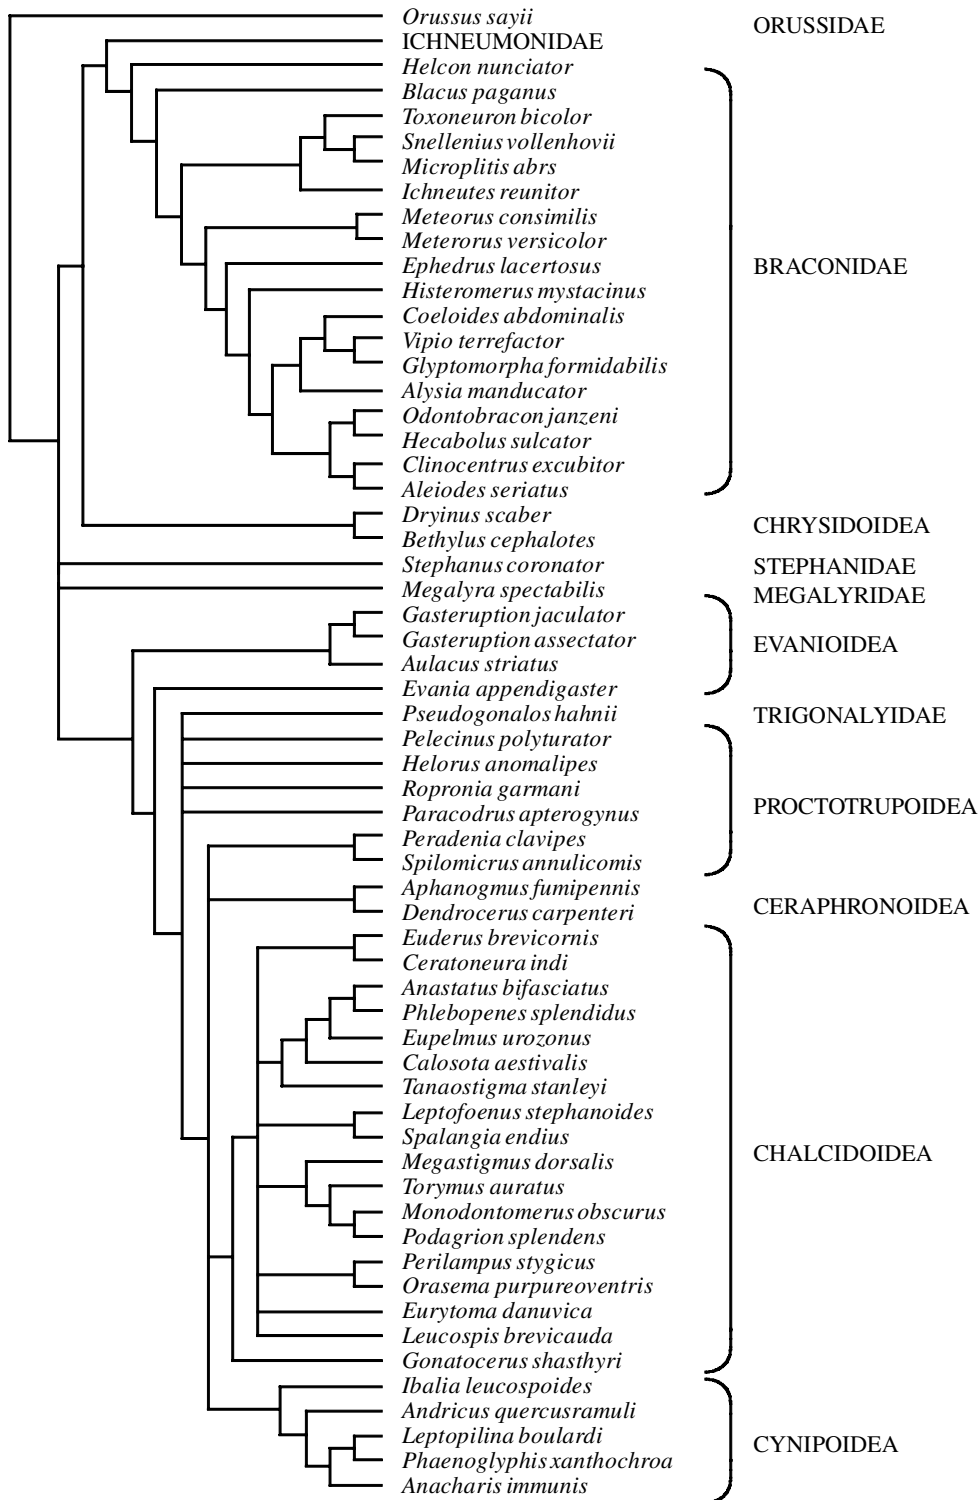 Orussus sayii
ORUSSIDAE
ICHNEUMONIDAE
Helcon nunciator
Blacus paganus
Toxoneuron bicolor
Snellenius vollenhovii
Microplitis abrs
Ichneutes reunitor
Meteorus consimilis
Meterorus versicolor
Ephedrus lacertosus
BRACONIDAE
Histeromerus mystacinus
Coeloides abdominalis
Vipio terrefactor
Glyptomorpha formidabilis
Alysia manducator
Odontobracon janzeni
Hecabolus sulcator
Clinocentrus excubitor
Aleiodes seriatus
Dryinus scaber
CHRYSIDOIDEA
Bethylus cephalotes
Stephanus coronator
STEPHANIDAE
Megalyra spectabilis
MEGALYRIDAE
Gasteruption jaculator
Gasteruption assectator
EVANIOIDEA
Aulacus striatus
Evania appendigaster
Pseudogonalos hahnii
TRIGONALYIDAE
Pelecinus polyturator
Helorus anomalipes
Ropronia garmani
PROCTOTRUPOIDEA
Paracodrus apterogynus
Peradenia clavipes
Spilomicrus annulicomis
Aphanogmus fumipennis
CERAPHRONOIDEA
Dendrocerus carpenteri
Euderus brevicornis
Ceratoneura indi
Anastatus bifasciatus
Phlebopenes splendidus
Eupelmus urozonus
Calosota aestivalis
Tanaostigma stanleyi
Leptofoenus stephanoides
Spalangia endius
CHALCIDOIDEA
Megastigmus dorsalis
Torymus auratus
Monodontomerus obscurus
Podagrion splendens
Perilampus stygicus
Orasema purpureoventris
Eurytoma danuvica
Leucospis brevicauda
Gonatocerus shasthyri
Ibalia leucospoides
Andricus quercusramuli
Leptopilina boulardi
CYNIPOIDEA
Phaenoglyphis xanthochroa
Anacharis immunis